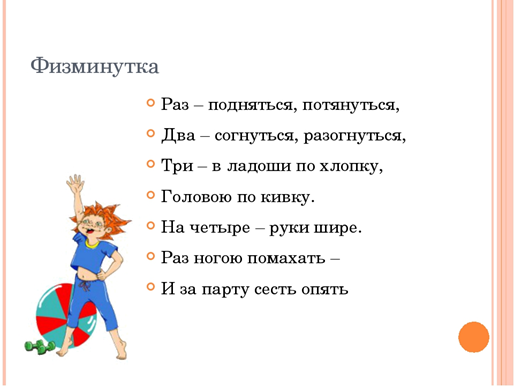 Физминутка
Раз – подняться, потянуться,
Два – согнуться, разогнуться,
Три – в ладоши по хлопку,
Головою по кивку.
На четыре – руки шире.
Раз ногою помахать –
И за парту сесть опять